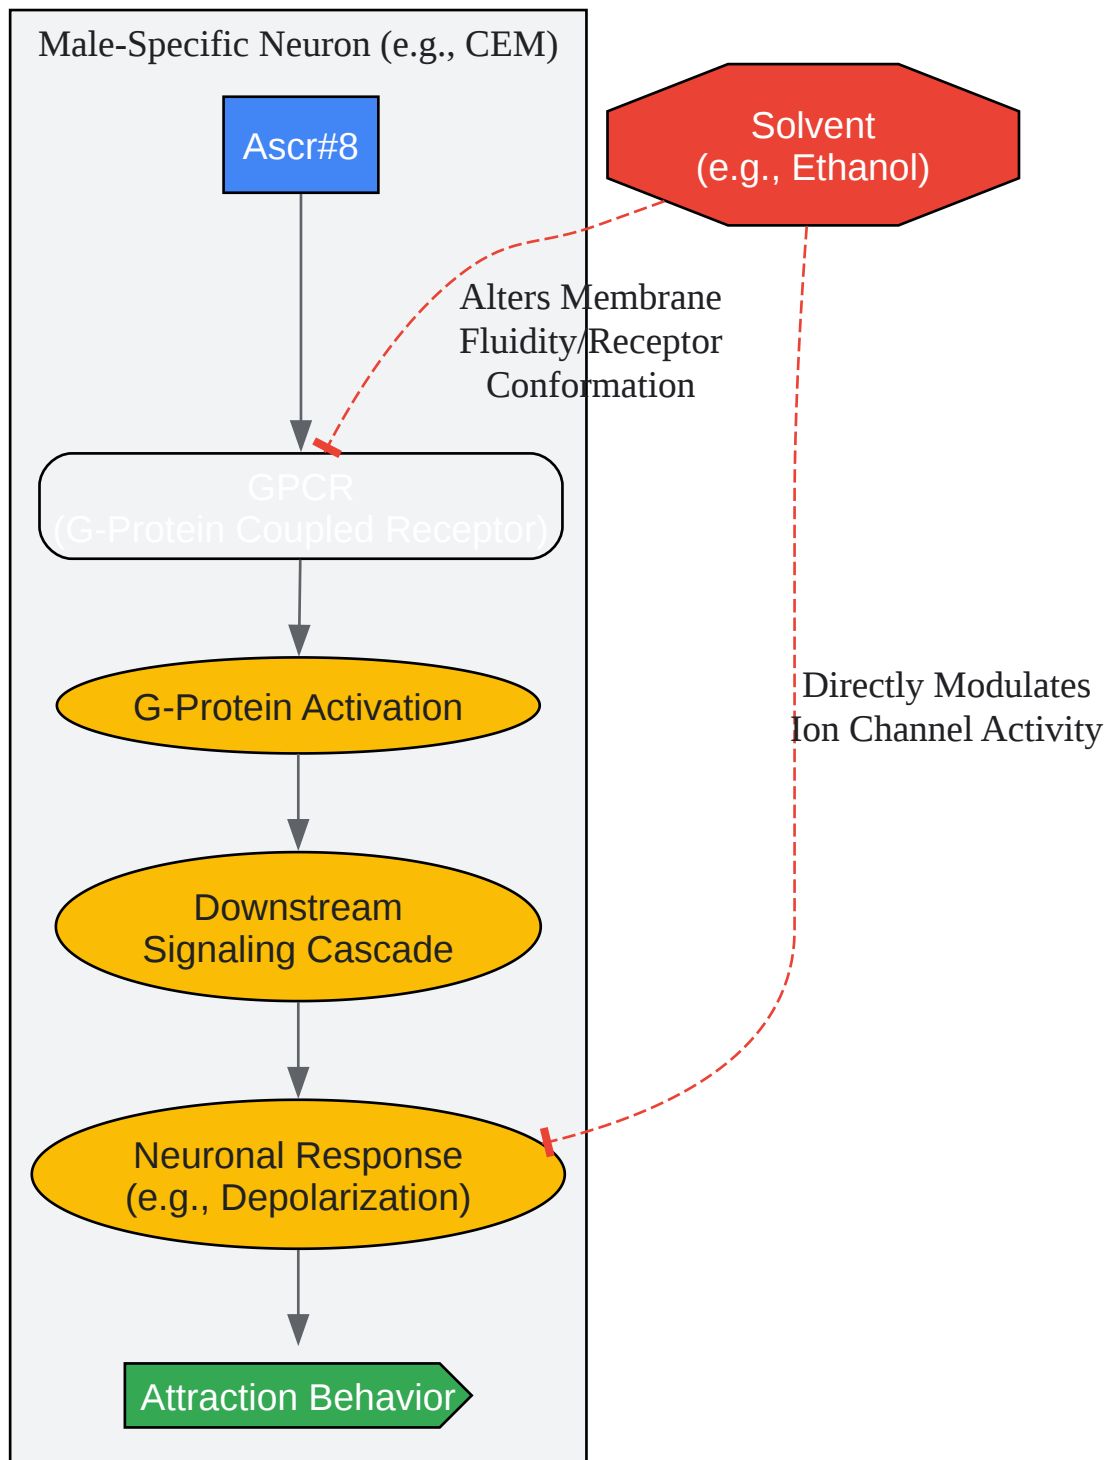 Male-Specific Neuron (e.g., CEM)
Ascr#8
Solvent
(e.g., Ethanol)
Alters Membrane
Fluidity/Receptor
Conformation
GPCR
(G-Protein Coupled Receptor)
G-Protein Activation
Directly Modulates
Ion Channel Activity
Downstream
Signaling Cascade
Neuronal Response
(e.g., Depolarization)
Attraction Behavior